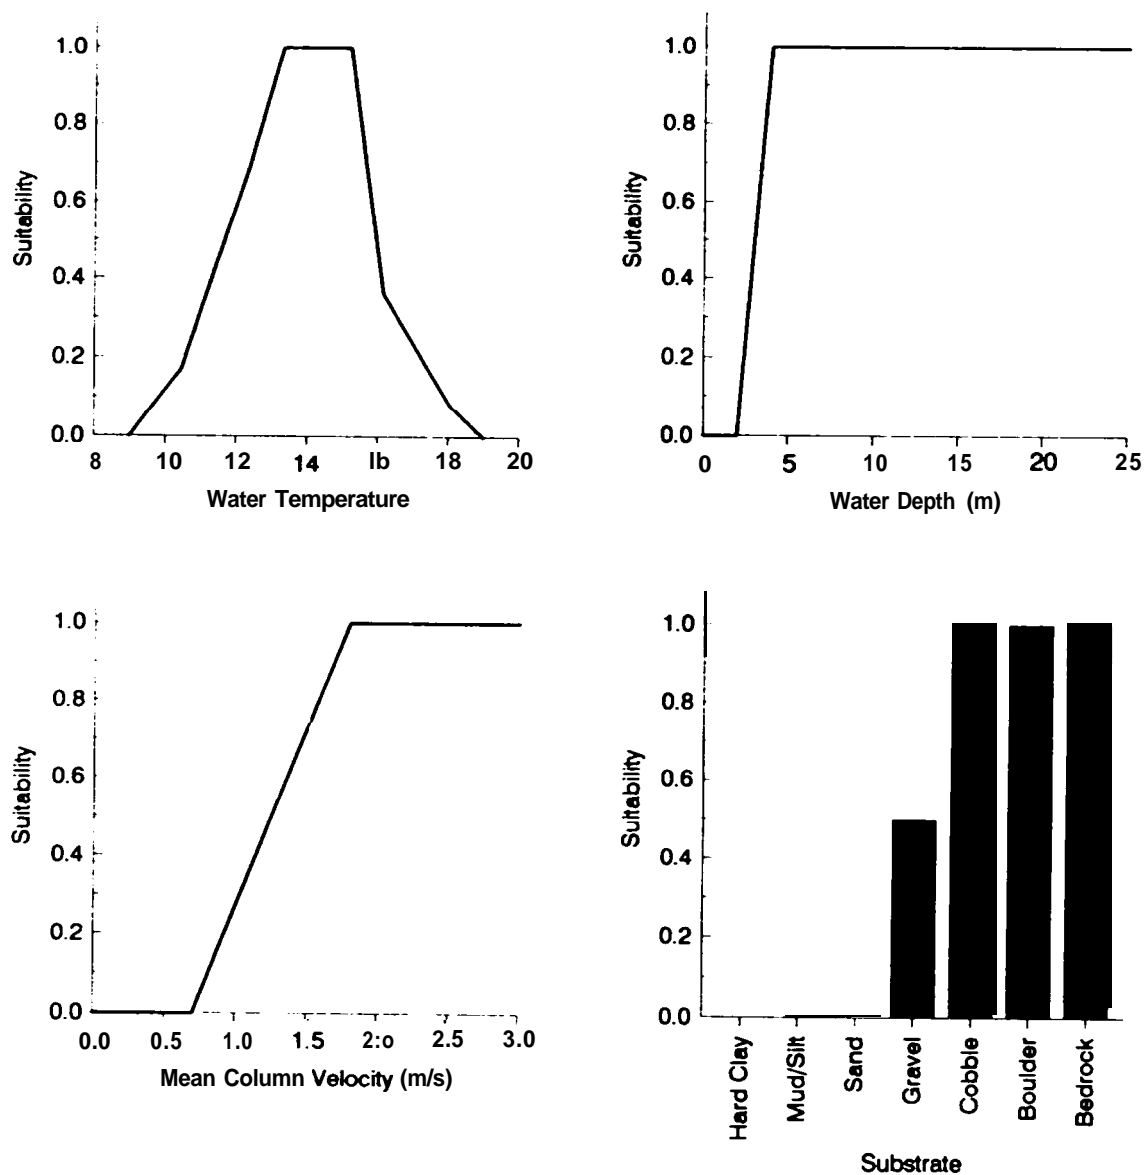 1.0
0.8
0.6
0.4
0.2
0.0
Suitability
8 10 12 14 lb 18 20
Water Temperature
1.0
0.8
0.6
0.4
0.2
0.0
Suitability
0 5 10 15 20 25
Water Depth (m)
1.0
0.8
0.6
0.4
0.2
0.0
Suitability
0.0 0.5 1.0 1.5 2:0 2.5 3.0
Mean Column Velocity (m/s)
1.0
0.8
0.6
0.4
0.2
0.0
Suitability
Hard Clay
Mud/Silt
Sand
Gravel
Cobble
Boulder
Bedrock
Substrate